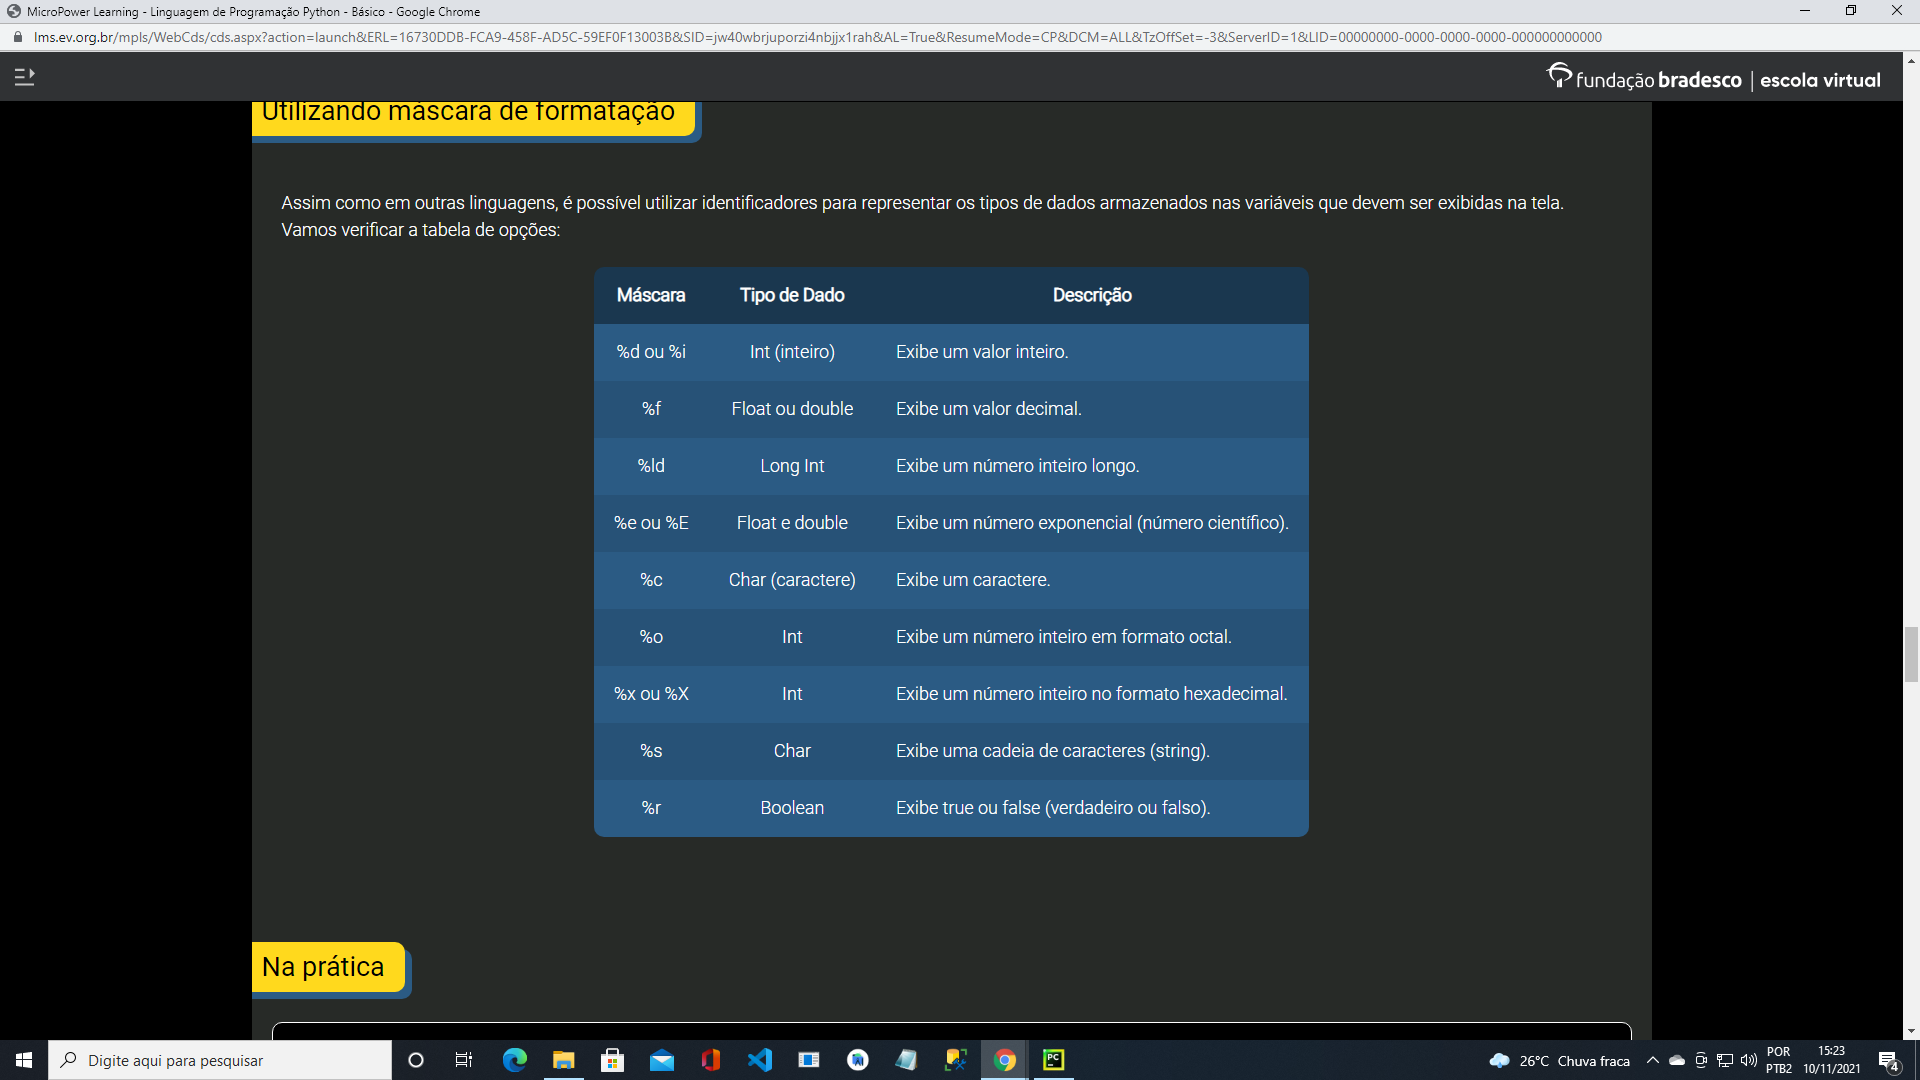 MicroPower Learning - Linguagem de Programação Python - Básico - Google Chrome
lms.ev.org.br/mpls/WebCds/cds.aspx?action=launch&ERL=16730DDB-FCA9-458F-AD5C-59EF0F13003B&SID=jw40wbrjuporzi4nbjjx1rah&AL=True&ResumeMode=CP&DCM=ALL&TzOffSet=-3&ServerID=1&LID=00000000-0000-0000-0000-000000000000
fundação bradesco | escola virtual
Utilizando máscara de formatação
Assim como em outras linguagens, é possível utilizar identificadores para representar os tipos de dados armazenados nas variáveis que devem ser exibidas na tela.
Vamos verificar a tabela de opções:
Máscara Tipo de Dado Descrição
%d ou %i Int (inteiro) Exibe um valor inteiro.
%f Float ou double Exibe um valor decimal.
%ld Long Int Exibe um número inteiro longo.
%e ou %E Float e double Exibe um número exponencial (número científico).
%c Char (caractere) Exibe um caractere.
%o Int Exibe um número inteiro em formato octal.
%x ou %X Int Exibe um número inteiro no formato hexadecimal.
%s Char Exibe uma cadeia de caracteres (string).
%r Boolean Exibe true ou false (verdadeiro ou falso).
Na prática
Digite aqui para pesquisar
PC
26°C Chuva fraca
POR
PTB2
15:23
10/11/2021
4